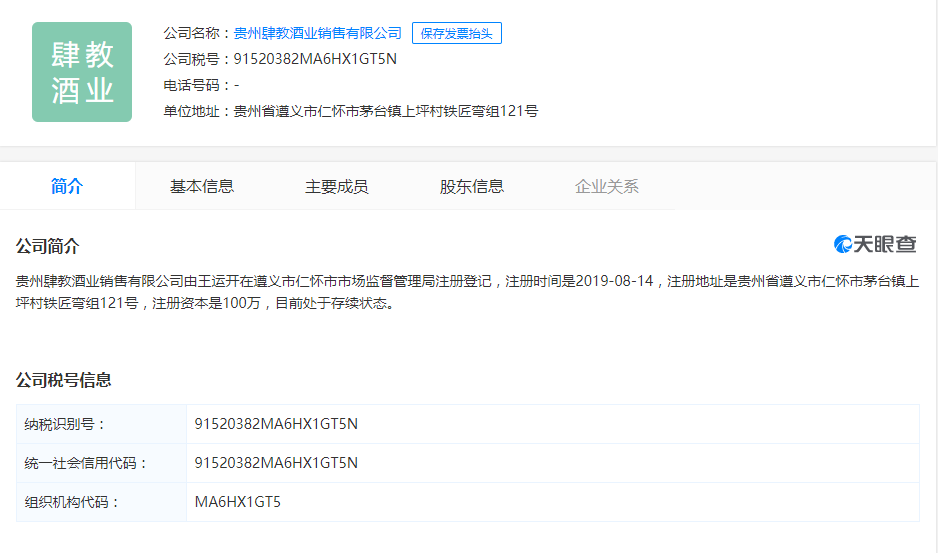 肆教
酒业
公司名称：贵州肆教酒业销售有限公司 保存发票抬头
公司税号：91520382MA6HX1GT5N
电话号码：-
单位地址：贵州省遵义市仁怀市茅台镇上坪村铁匠弯组121号
简介 基本信息 主要成员 股东信息 企业关系
公司简介 天眼查
贵州肆教酒业销售有限公司由王运开在遵义市仁怀市市场监督管理局注册登记，注册时间是2019-08-14，注册地址是贵州省遵义市仁怀市茅台镇上
坪村铁匠弯组121号，注册资本是100万，目前处于存续状态。
公司税号信息
纳税识别号： 91520382MA6HX1GT5N
统一社会信用代码： 91520382MA6HX1GT5N
组织机构代码： MA6HX1GT5